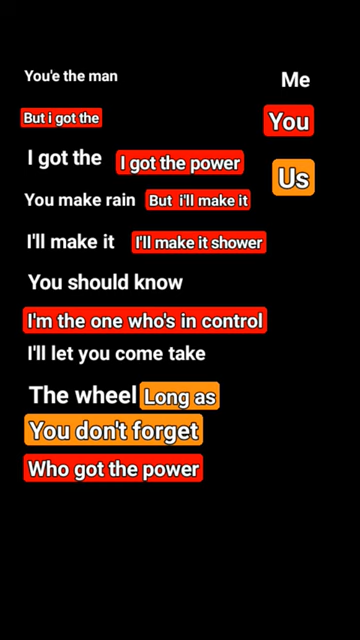 You'e the man
Me
But i got the
You
I got the I got the power
Us
You make rain But i'll make it
I'll make it I'll make it shower
You should know
I'm the one who's in control
I'll let you come take
The wheel Long as
You don't forget
Who got the power